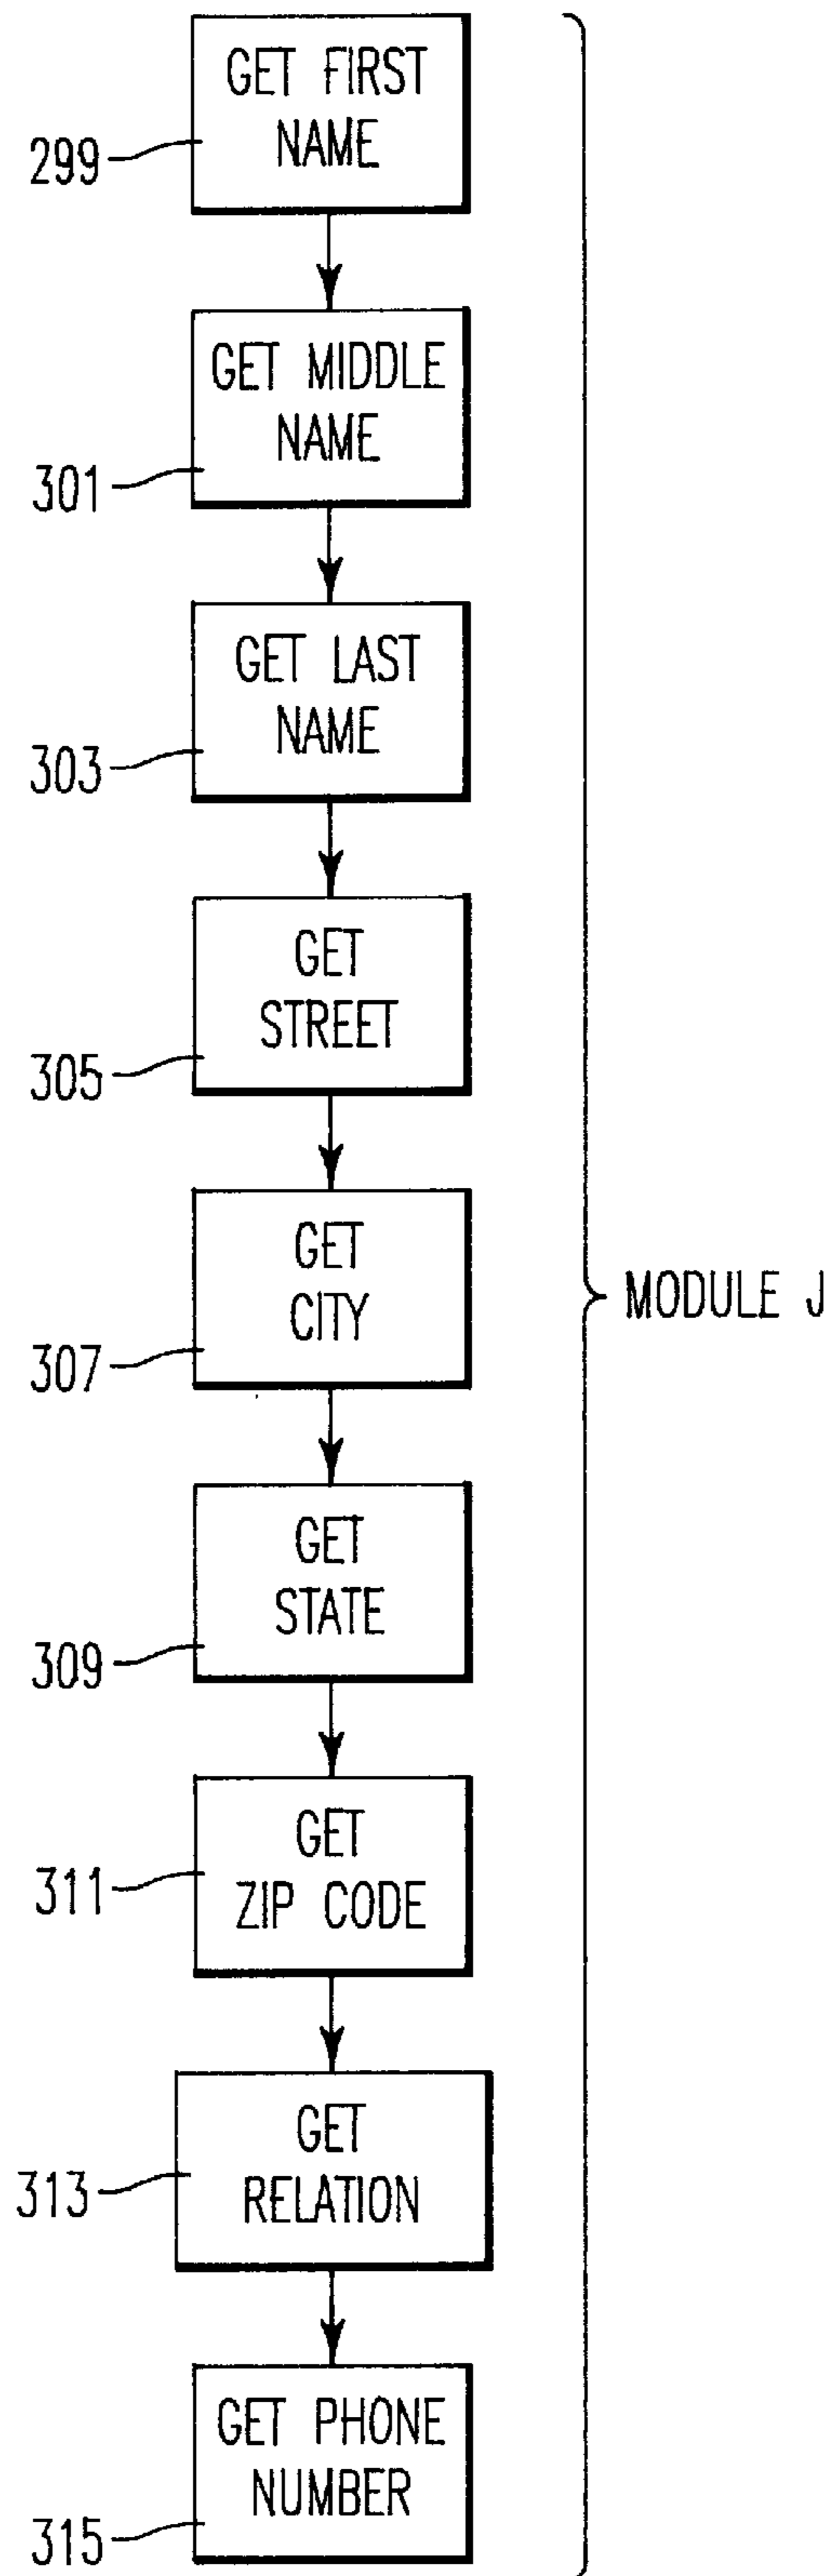 GET FIRST
NAME
299
GET MIDDLE
NAME
301
GET LAST
NAME
303
GET
STREET
305
GET
CITY
307
MODULE J
GET
STATE
309
GET
ZIP CODE
311
GET
RELATION
313
GET PHONE
NUMBER
315